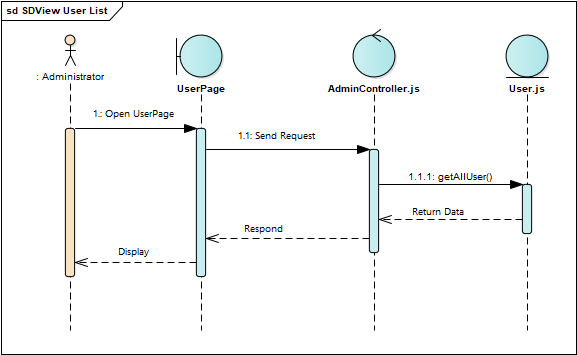 sd SDView User List
: Administrator
UserPage
AdminController.js
User.js
1.: Open UserPage
1.1: Send Request
1.1.1: getAllUser()
Return Data
Respond
Display